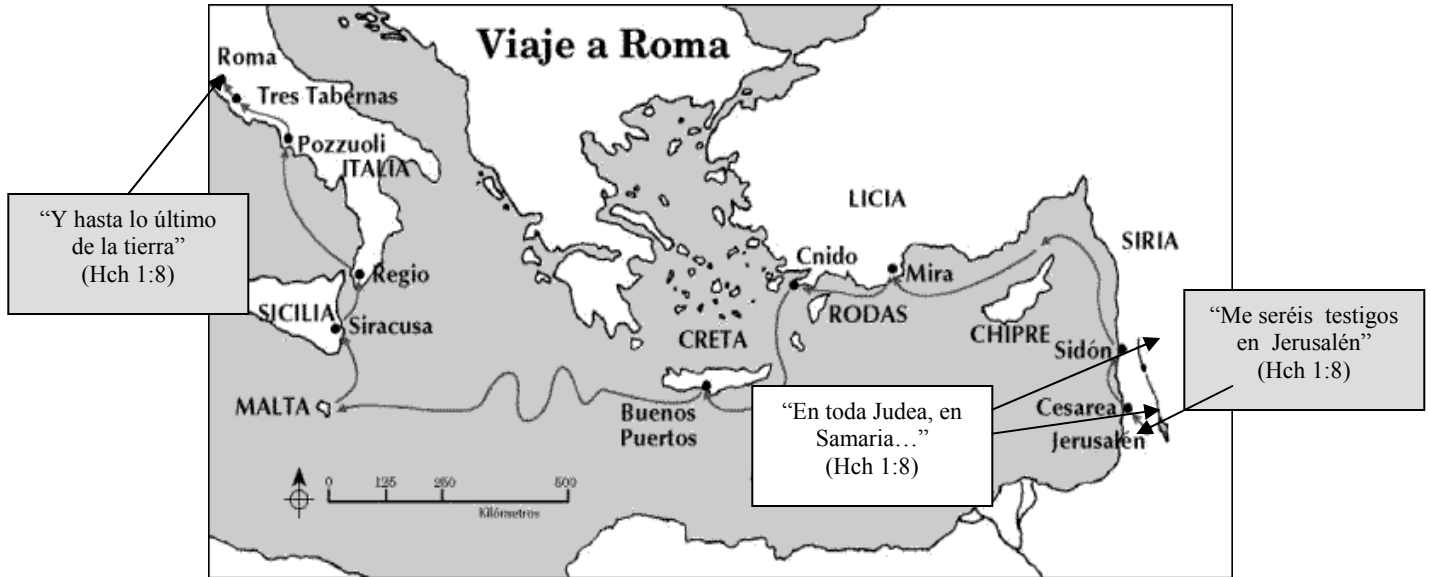 Viaje a Roma
Roma
Tres Tabernas
Pozzuoli
ITALIA
“Y hasta lo último
de la tierra”
(Hch 1:8)
Regio
SICILIA
Siracusa
MALTA
LICIA
SIRIA
Cnido
Mira
RODAS
CHIPRE
CRETA
Buenos
Puertos
Sidón
Cesarea
Jerusalén
“Me seréis testigos
en Jerusalén”
(Hch 1:8)
“En toda Judea, en
Samaria…”
(Hch 1:8)
0 125 250 500
Kilómetros